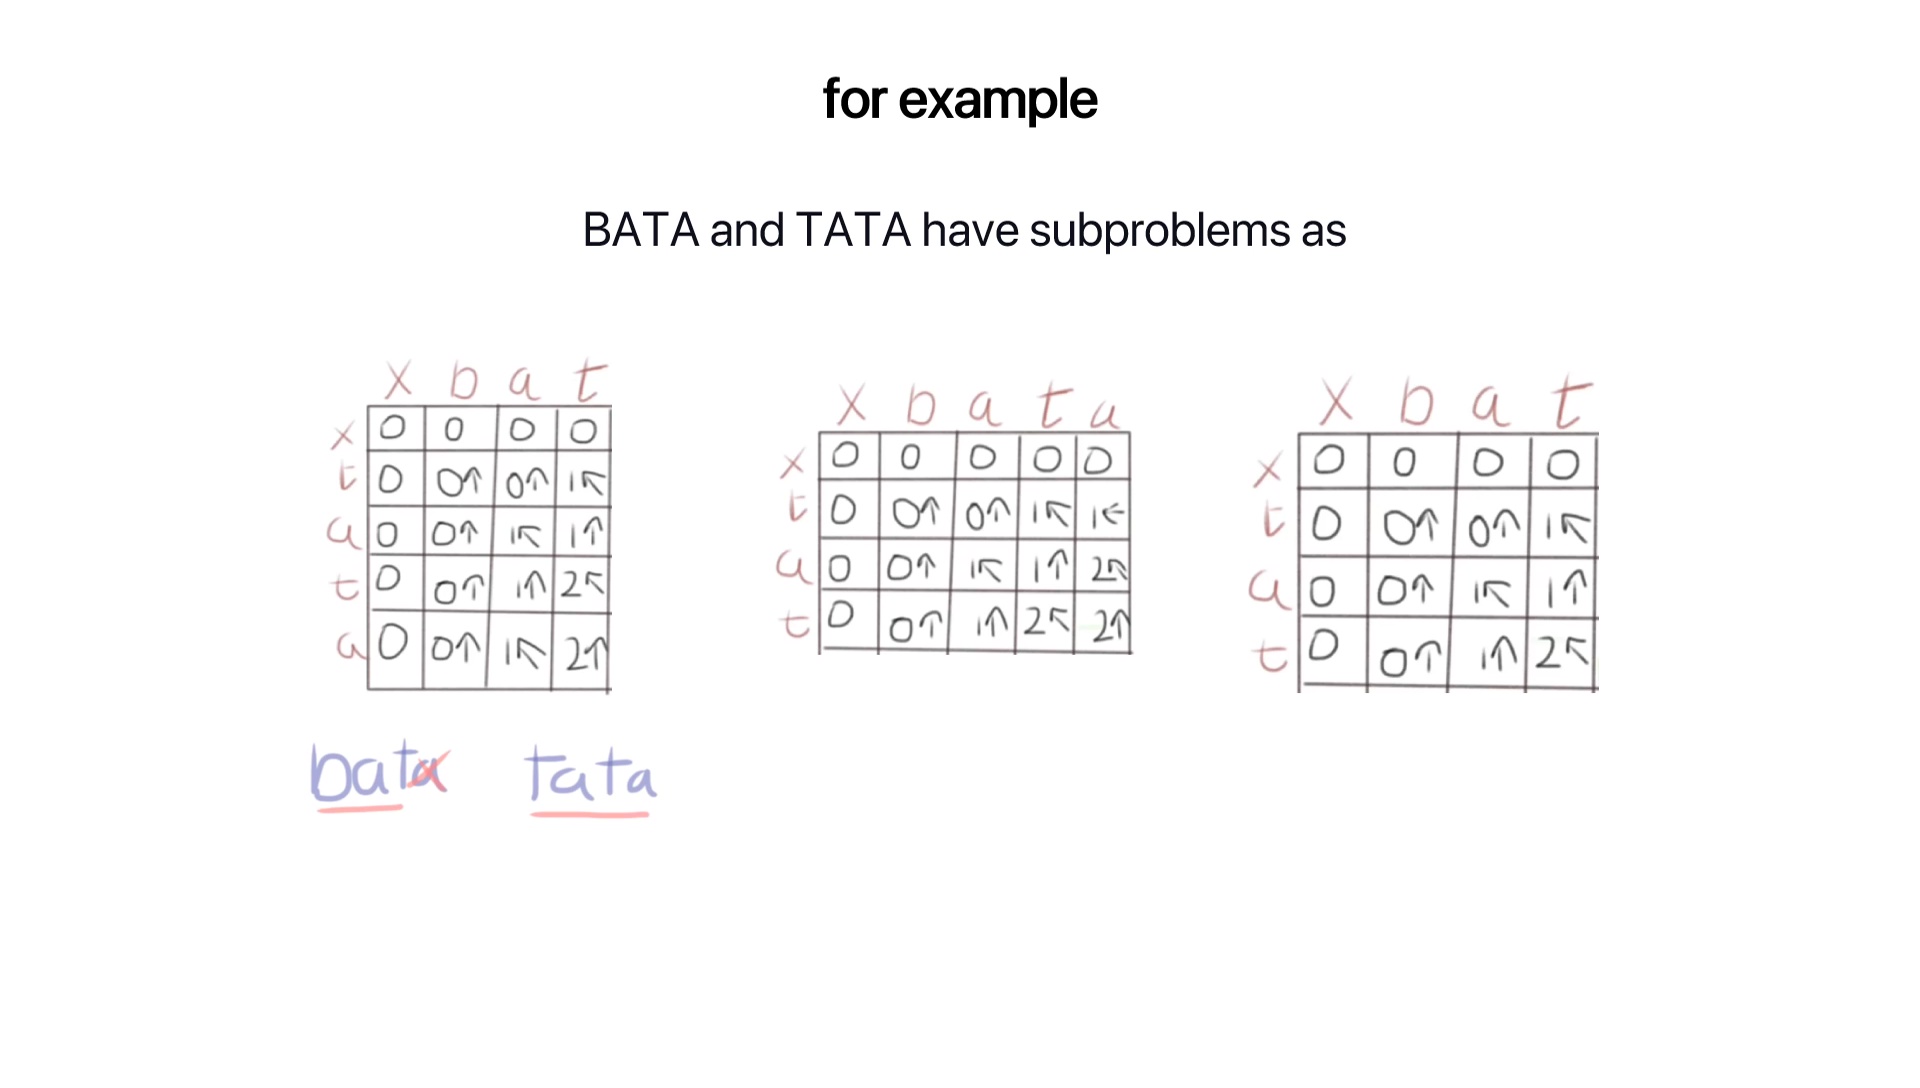 for example
BATA and TATA have subproblems as
x b a t
x 0 0 0 0
t 0 0↑ 0↑ 1↖
a 0 0↑ 1↖ 1↑
t 0 0↑ 1↑ 2↖
a 0 0↑ 1↖ 2↑
bata tata
x b a t a
x 0 0 0 0 0
t 0 0↑ 0↑ 1↖ 1←
a 0 0↑ 1↖ 1↑ 2↖
t 0 0↑ 1↑ 2↖ 2↑
x b a t
x 0 0 0 0
t 0 0↑ 0↑ 1↖
a 0 0↑ 1↖ 1↑
t 0 0↑ 1↑ 2↖